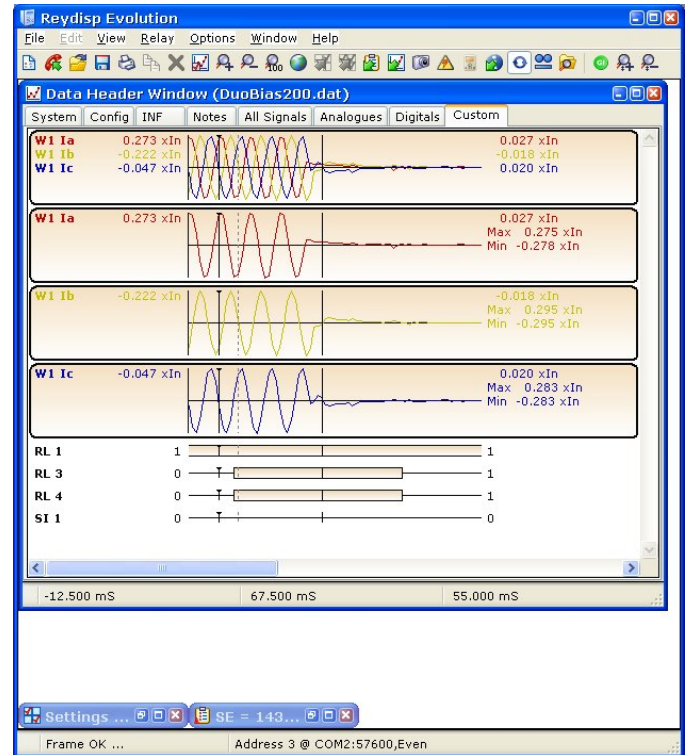 Reydisp Evolution
File Edit View Relay Options Window Help
Data Header Window (DuoBias200.dat)
System Config INF Notes All Signals Analogues Digitals Custom
W1 Ia 0.273 xIn 0.027 xIn
W1 Ib -0.222 xIn -0.018 xIn
W1 Ic -0.047 xIn 0.020 xIn
W1 Ia 0.273 xIn 0.027 xIn
Max 0.275 xIn
Min -0.278 xIn
W1 Ib -0.222 xIn -0.018 xIn
Max 0.295 xIn
Min -0.295 xIn
W1 Ic -0.047 xIn 0.020 xIn
Max 0.283 xIn
Min -0.283 xIn
RL 1 1 1
RL 3 0 1
RL 4 0 1
SI 1 0 0
-12.500 mS 67.500 mS 55.000 mS
Settings ... SE = 143...
Frame OK ... Address 3 @ COM2:57600,Even